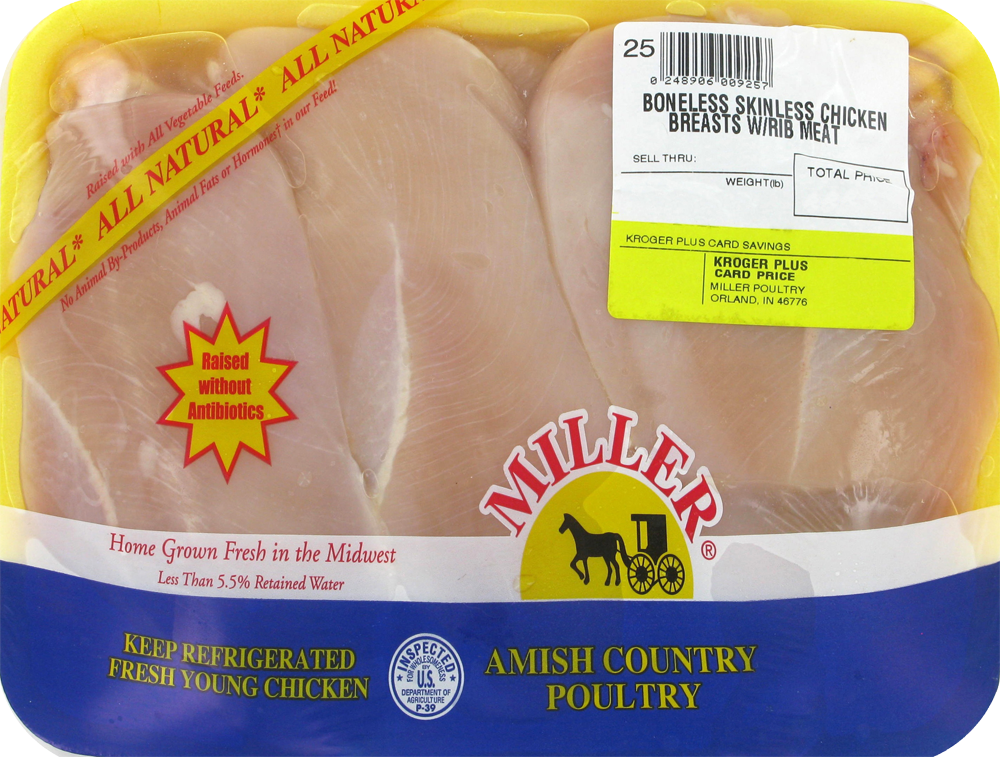 ALL NATURAL* ALL NATURAL* ALL NATUR
Raised with All Vegetable Feeds.
No Animal By-Products, Animal Fats or Hormones† in our Feed!
25
0 248906 009257
BONELESS SKINLESS CHICKEN
BREASTS W/RIB MEAT
SELL THRU:
WEIGHT(lb)
TOTAL PRICE
KROGER PLUS CARD SAVINGS
KROGER PLUS
CARD PRICE
MILLER POULTRY
ORLAND, IN 46776
Raised
without
Antibiotics
MILLER®
Home Grown Fresh in the Midwest
Less Than 5.5% Retained Water
KEEP REFRIGERATED
FRESH YOUNG CHICKEN
INSPECTED
FOR WHOLESOMENESS
BY
U.S.
DEPARTMENT OF
AGRICULTURE
P-39
AMISH COUNTRY
POULTRY